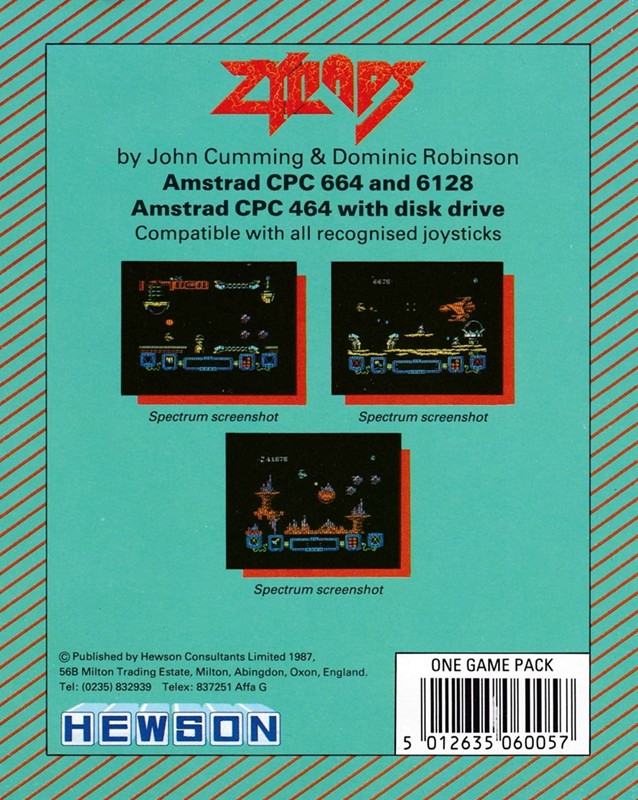 ZYNAPS
by John Cumming & Dominic Robinson
Amstrad CPC 664 and 6128
Amstrad CPC 464 with disk drive
Compatible with all recognised joysticks
Spectrum screenshot
Spectrum screenshot
Spectrum screenshot
© Published by Hewson Consultants Limited 1987,
56B Milton Trading Estate, Milton, Abingdon, Oxon, England.
Tel: (0235) 832939 Telex: 837251 Affa G
HEWSON
ONE GAME PACK
5 012635 060057